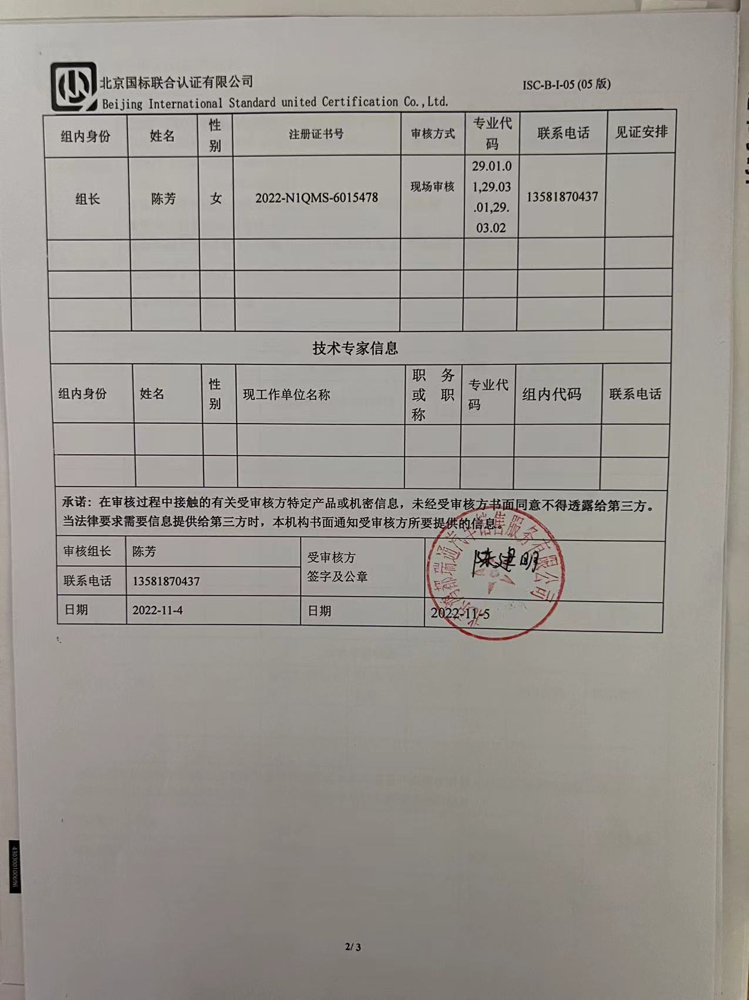 北京国标联合认证有限公司
ISC-B-I-05 (05 版)
Beijing International Standard united Certification Co.,Ltd.
组内身份 姓名 性别 注册证书号 审核方式 专业代码 联系电话 见证安排
组长 陈芳 女 2022-N1QMS-6015478 现场审核 29.01.01,29.03.01,29.03.02 13581870437
技术专家信息
组内身份 姓名 性别 现工作单位名称 职务或职称 专业代码 组内代码 联系电话
承诺：在审核过程中接触的有关受审核方特定产品或机密信息，未经受审核方书面同意不得透露给第三方。
当法律要求需要信息提供给第三方时，本机构书面通知受审核方所要提供的信息。
审核组长 陈芳 受审核方
签字及公章 陈建明
联系电话 13581870437
日期 2022-11-4 日期 2022-11-5
瑞通汽车销售服务有限公司
430300100696
2/ 3